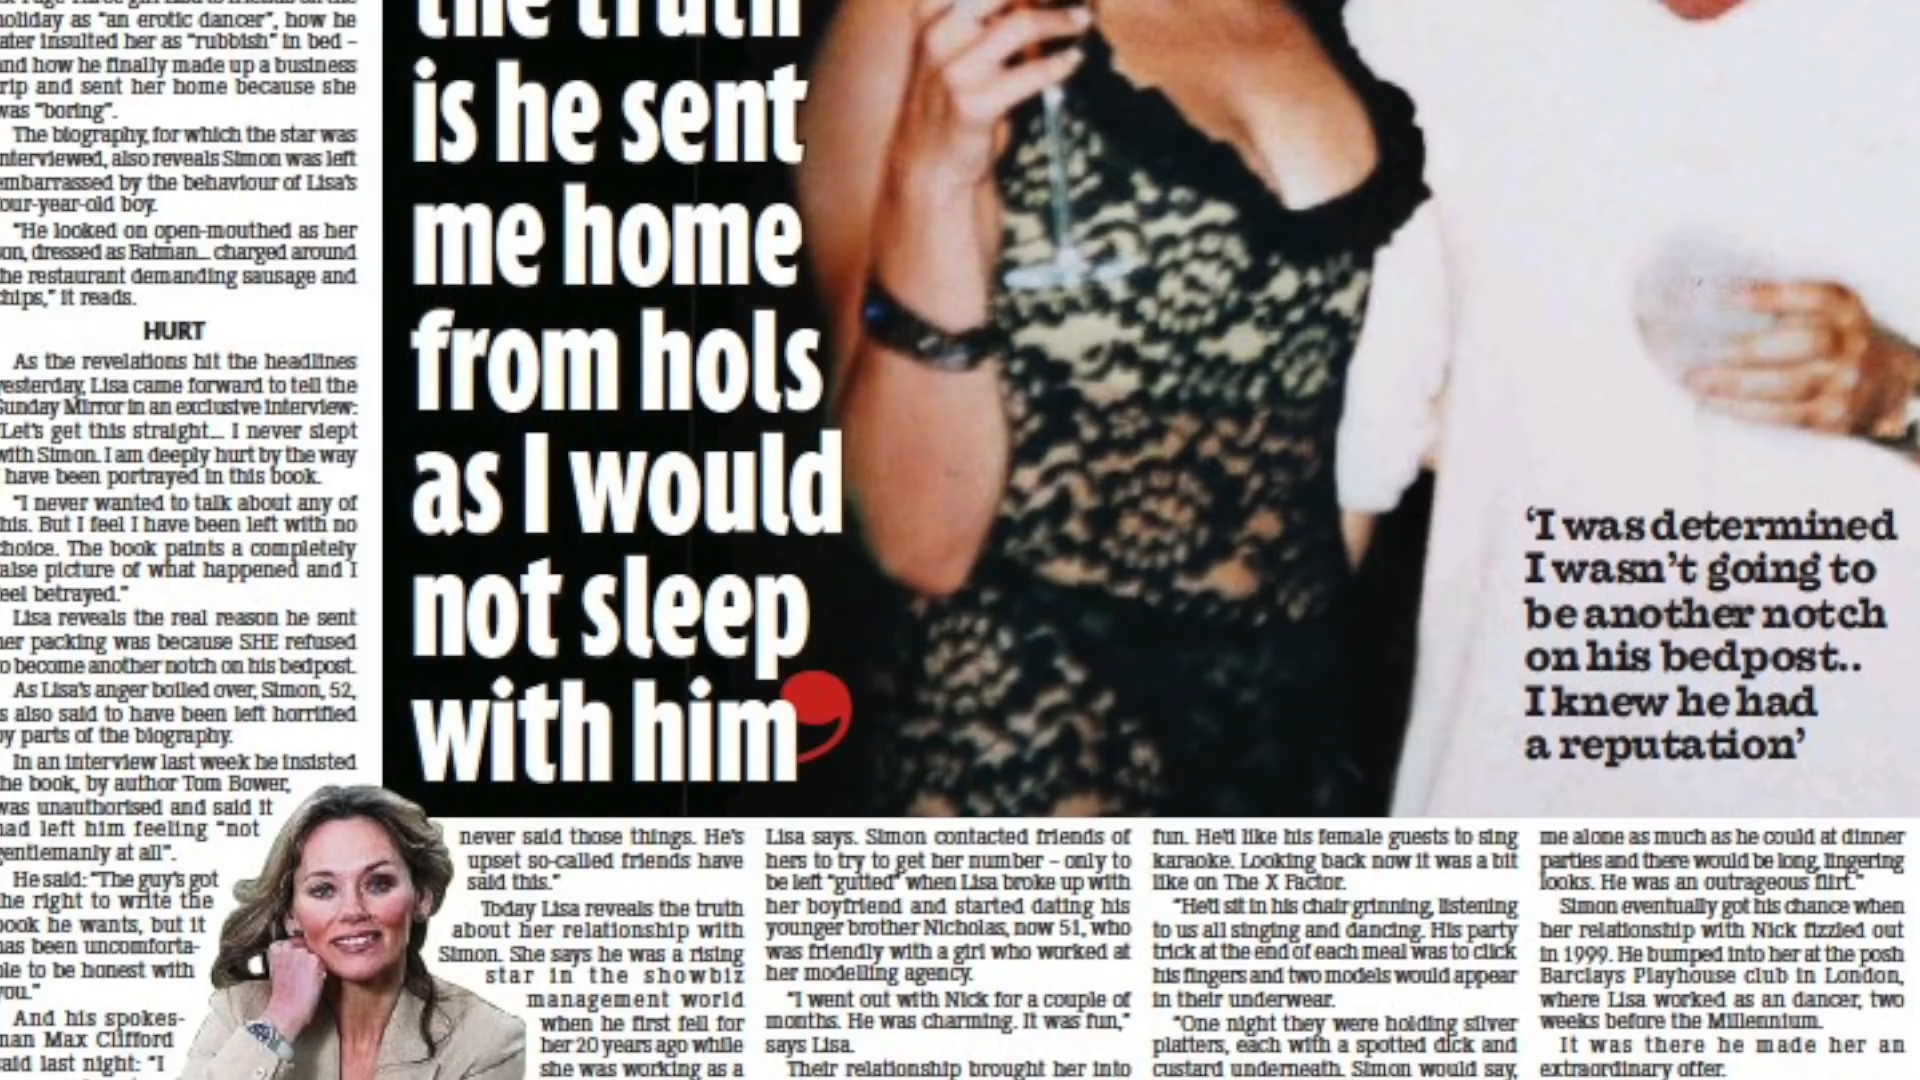 holiday as "an erotic dancer", how he
later insulted her as "rubbish" in bed –
and how he finally made up a business
trip and sent her home because she
was "boring".
The biography, for which the star was
interviewed, also reveals Simon was left
embarrassed by the behaviour of Lisa's
four-year-old boy.
"He looked on open-mouthed as her
son, dressed as Batman... charged around
the restaurant demanding sausage and
chips," it reads.
HURT
As the revelations hit the headlines
yesterday, Lisa came forward to tell the
Sunday Mirror in an exclusive interview:
"Let's get this straight... I never slept
with Simon. I am deeply hurt by the way
I have been portrayed in this book.
"I never wanted to talk about any of
this. But I feel I have been left with no
choice. The book paints a completely
false picture of what happened and I
feel betrayed."
Lisa reveals the real reason he sent
her packing was because SHE refused
to become another notch on his bedpost.
As Lisa's anger boiled over, Simon, 52,
is also said to have been left horrified
by parts of the biography.
In an interview last week he insisted
the book, by author Tom Bower,
was unauthorised and said it
had left him feeling "not
gentlemanly at all".
He said: "The guy's got
the right to write the
book he wants, but it
has been uncomforta-
ble to be honest with
you."
And his spokes-
man Max Clifford
said last night: "I
the truth
is he sent
me home
from hols
as I would
not sleep
with him'
'I was determined
I wasn't going to
be another notch
on his bedpost..
I knew he had
a reputation'
never said those things. He's
upset so-called friends have
said this."
Today Lisa reveals the truth
about her relationship with
Simon. She says he was a rising
star in the showbiz
management world
when he first fell for
her 20 years ago while
she was working as a
Lisa says. Simon contacted friends of
hers to try to get her number – only to
be left "gutted" when Lisa broke up with
her boyfriend and started dating his
younger brother Nicholas, now 51, who
was friendly with a girl who worked at
her modelling agency.
"I went out with Nick for a couple of
months. He was charming. It was fun,"
says Lisa.
Their relationship brought her into
fun. He'd like his female guests to sing
karaoke. Looking back now it was a bit
like on The X Factor.
"He'd sit in his chair grinning, listening
to us all singing and dancing. His party
trick at the end of each meal was to click
his fingers and two models would appear
in their underwear.
"One night they were holding silver
platters, each with a spotted dick and
custard underneath. Simon would say,
me alone as much as he could at dinner
parties and there would be long, lingering
looks. He was an outrageous flirt."
Simon eventually got his chance when
her relationship with Nick fizzled out
in 1999. He bumped into her at the posh
Barclays Playhouse club in London,
where Lisa worked as an dancer, two
weeks before the Millennium.
It was there he made her an
extraordinary offer.